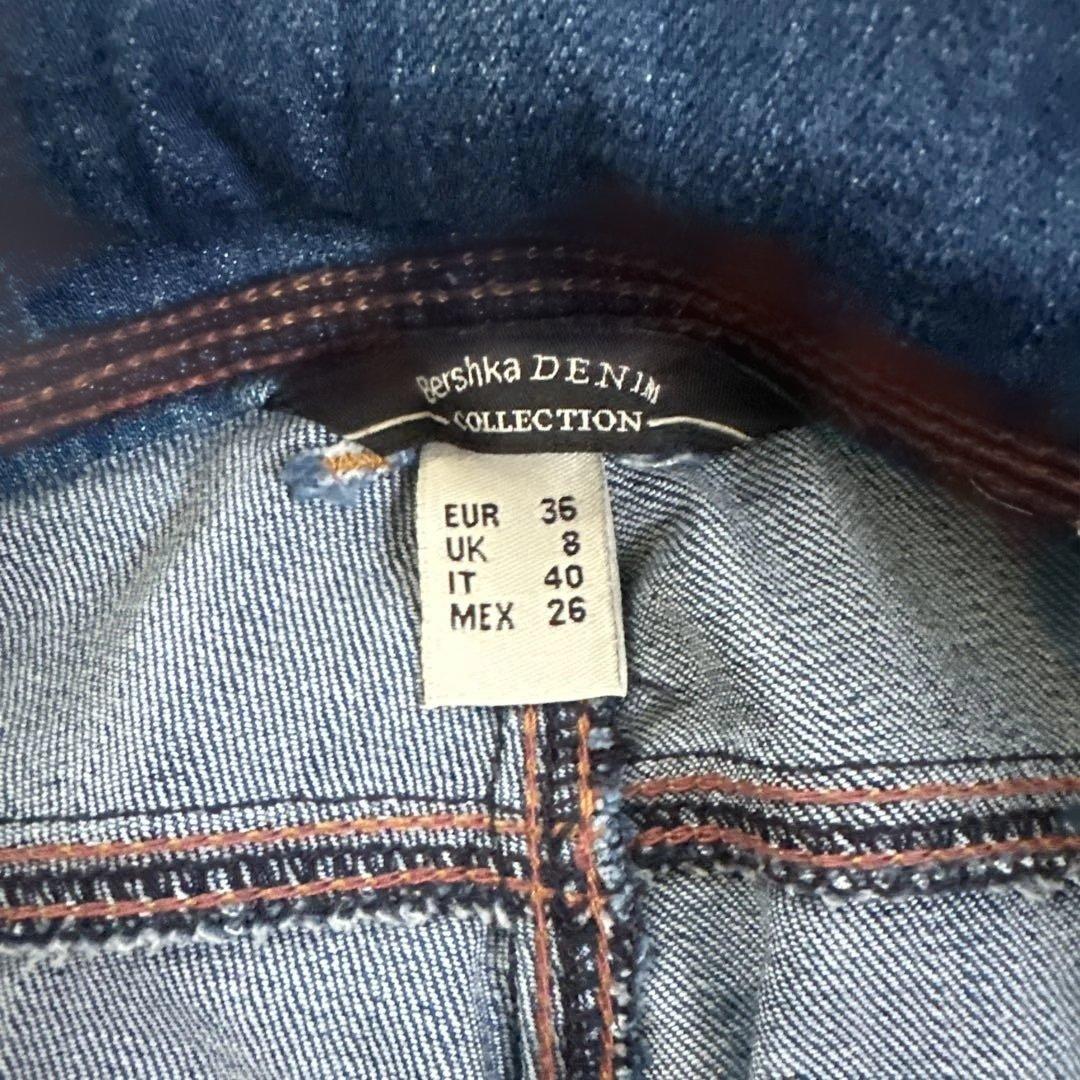 Bershka DENIM
COLLECTION
EUR 36
UK 8
IT 40
MEX 26